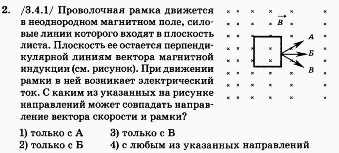 2. /3.4.1/ Проволочная рамка движется
в неоднородном магнитном поле, сило-
вые линии которого входят в плоскость
листа. Плоскость ее остается перпенди-
кулярной линиям вектора магнитной
индукции (см. рисунок). При движении
рамки в ней возникает электрический
ток. С каким из указанных на рисунке
направлений может совпадать направ-
ление вектора скорости и рамки?
B
А
Б
В
1) только с А 3) только с В
2) только с Б 4) с любым из указанных направлений